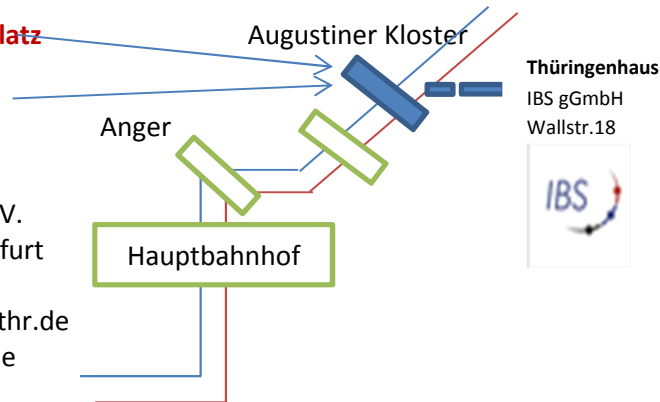 latz
Augustiner Kloster
Thüringenhaus
IBS gGmbH
Wallstr.18
Anger
IBS
V.
furt
Hauptbahnhof
thr.de
e